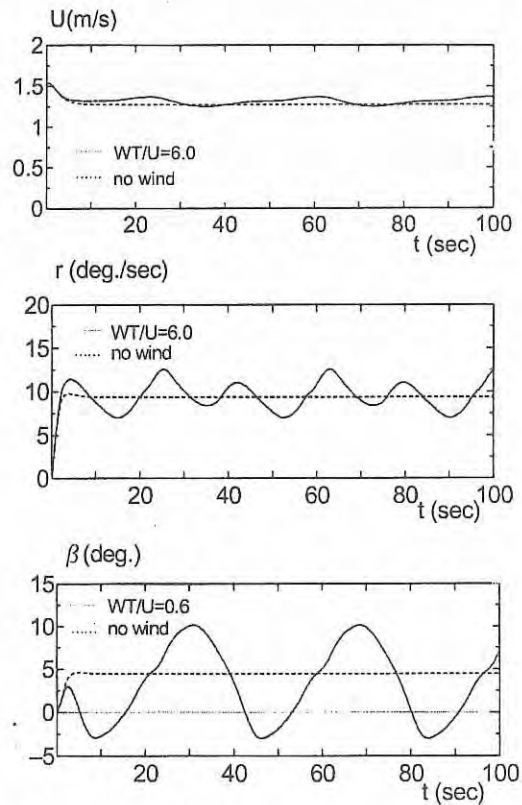 U(m/s)
2
1.5
1
0.5
0
WT/U=6.0
no wind
20 40 60 80 100
t (sec)
r (deg./sec)
20
15
10
5
0
WT/U=6.0
no wind
20 40 60 80 100
t (sec)
β (deg.)
15
10
5
0
–5
WT/U=0.6
no wind
0 20 40 60 80 100
t (sec)